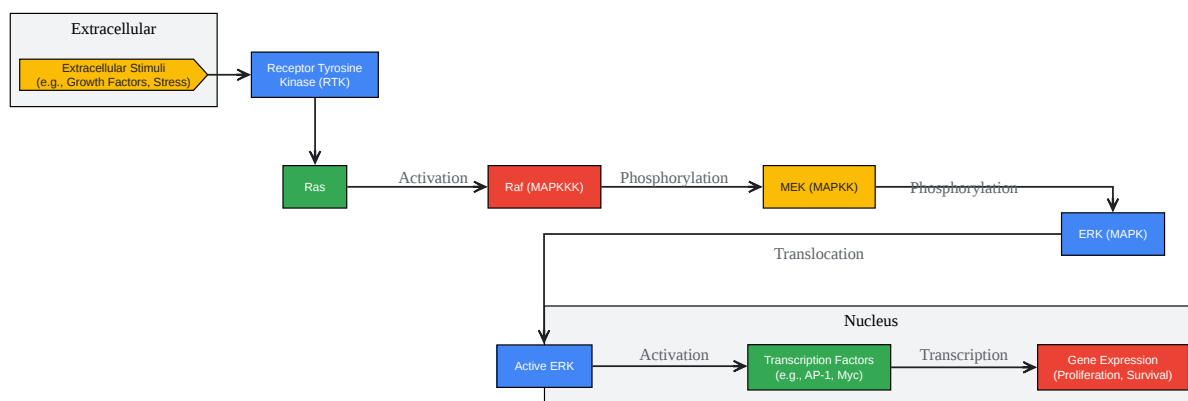 Extracellular
Extracellular Stimuli
(e.g., Growth Factors, Stress)
Receptor Tyrosine
Kinase (RTK)
Ras
Activation
Raf (MAPKKK)
Phosphorylation
MEK (MAPKK)
Phosphorylation
ERK (MAPK)
Translocation
Nucleus
Active ERK
Activation
Transcription Factors
(e.g., AP-1, Myc)
Transcription
Gene Expression
(Proliferation, Survival)